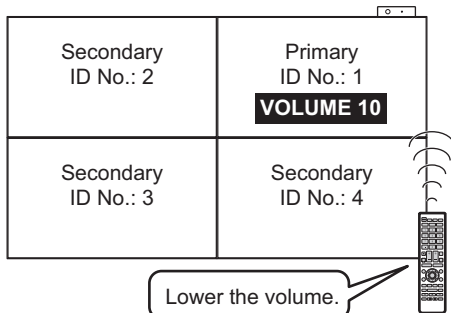 Secondary
ID No.: 2
Primary
ID No.: 1
VOLUME 10
Secondary
ID No.: 3
Secondary
ID No.: 4
Lower the volume.